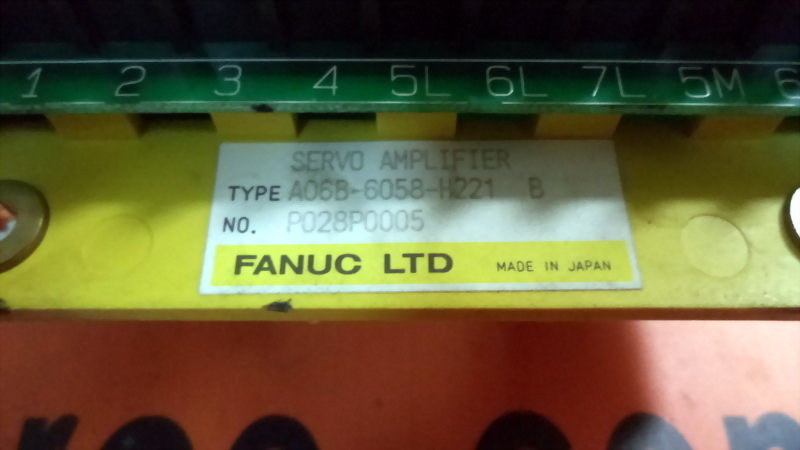 1 2 3 4 5L 6L 7L 5M 6
SERVO AMPLIFIER
TYPE A06B-6058-H221 B
NO. P028P0005
FANUC LTD MADE IN JAPAN